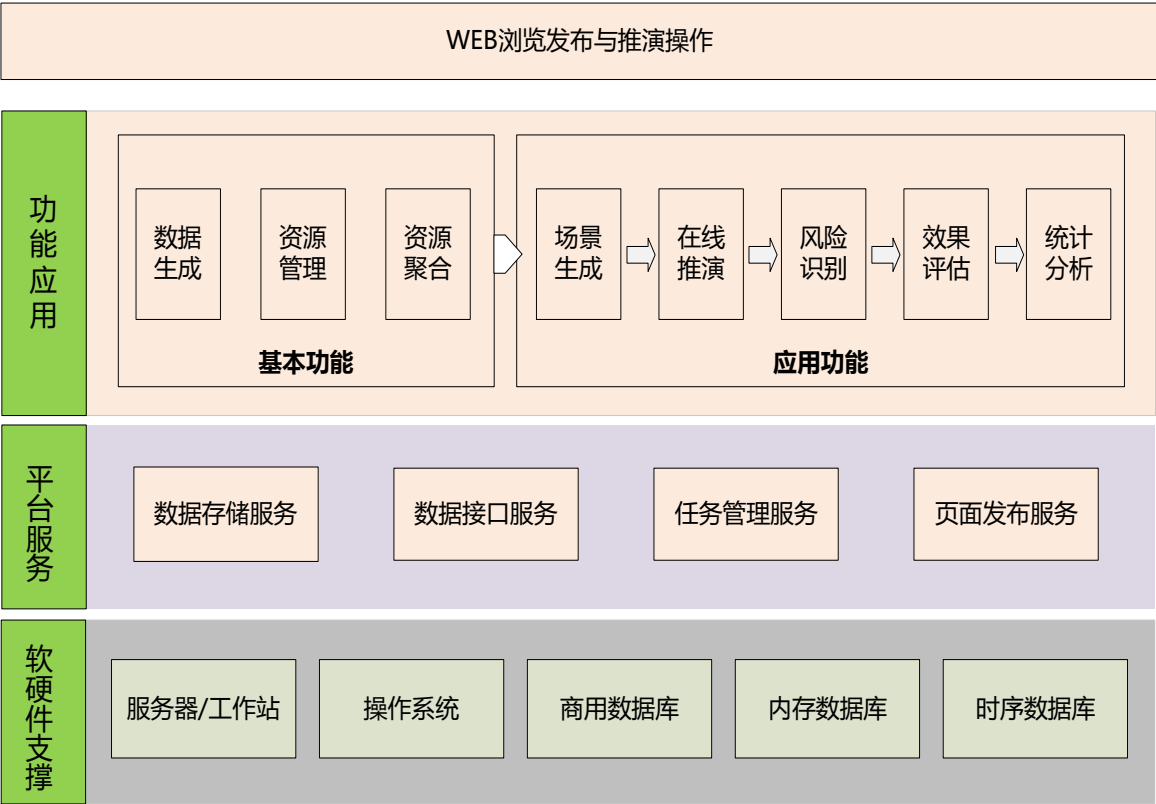 WEB浏览发布与推演操作
功能应用
数据
生成
资源
管理
资源
聚合
基本功能
场景
生成
在线
推演
风险
识别
效果
评估
统计
分析
应用功能
平台服务
数据存储服务
数据接口服务
任务管理服务
页面发布服务
软硬件支撑
服务器/工作站
操作系统
商用数据库
内存数据库
时序数据库